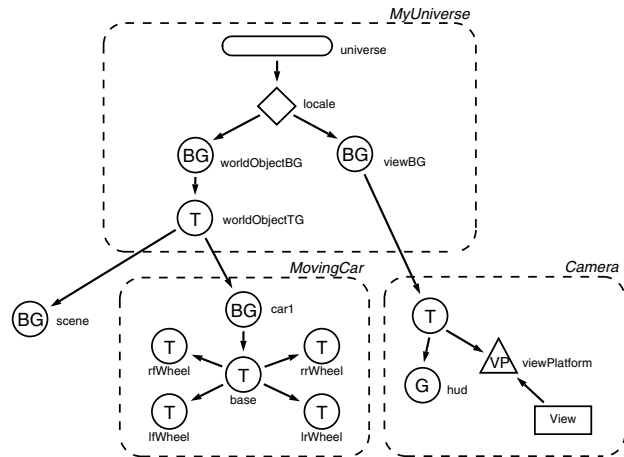 MyUniverse
universe
locale
BG
worldObjectBG
BG
viewBG
T
worldObjectTG
MovingCar
Camera
BG
scene
BG
car1
T
T
rfWheel
T
rrWheel
T
base
VP
viewPlatform
G
hud
T
lfWheel
T
lrWheel
View